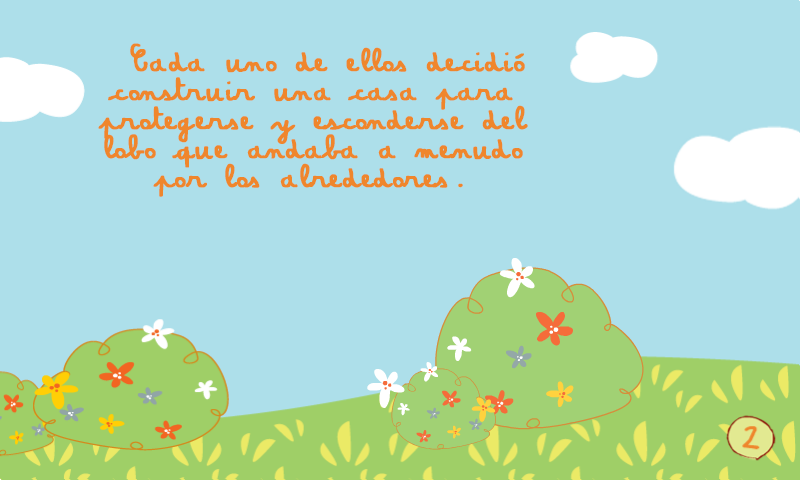 Cada uno de ellos decidió
construir una casa para
protegerse y esconderse del
lobo que andaba a menudo
por los abrededores.
2